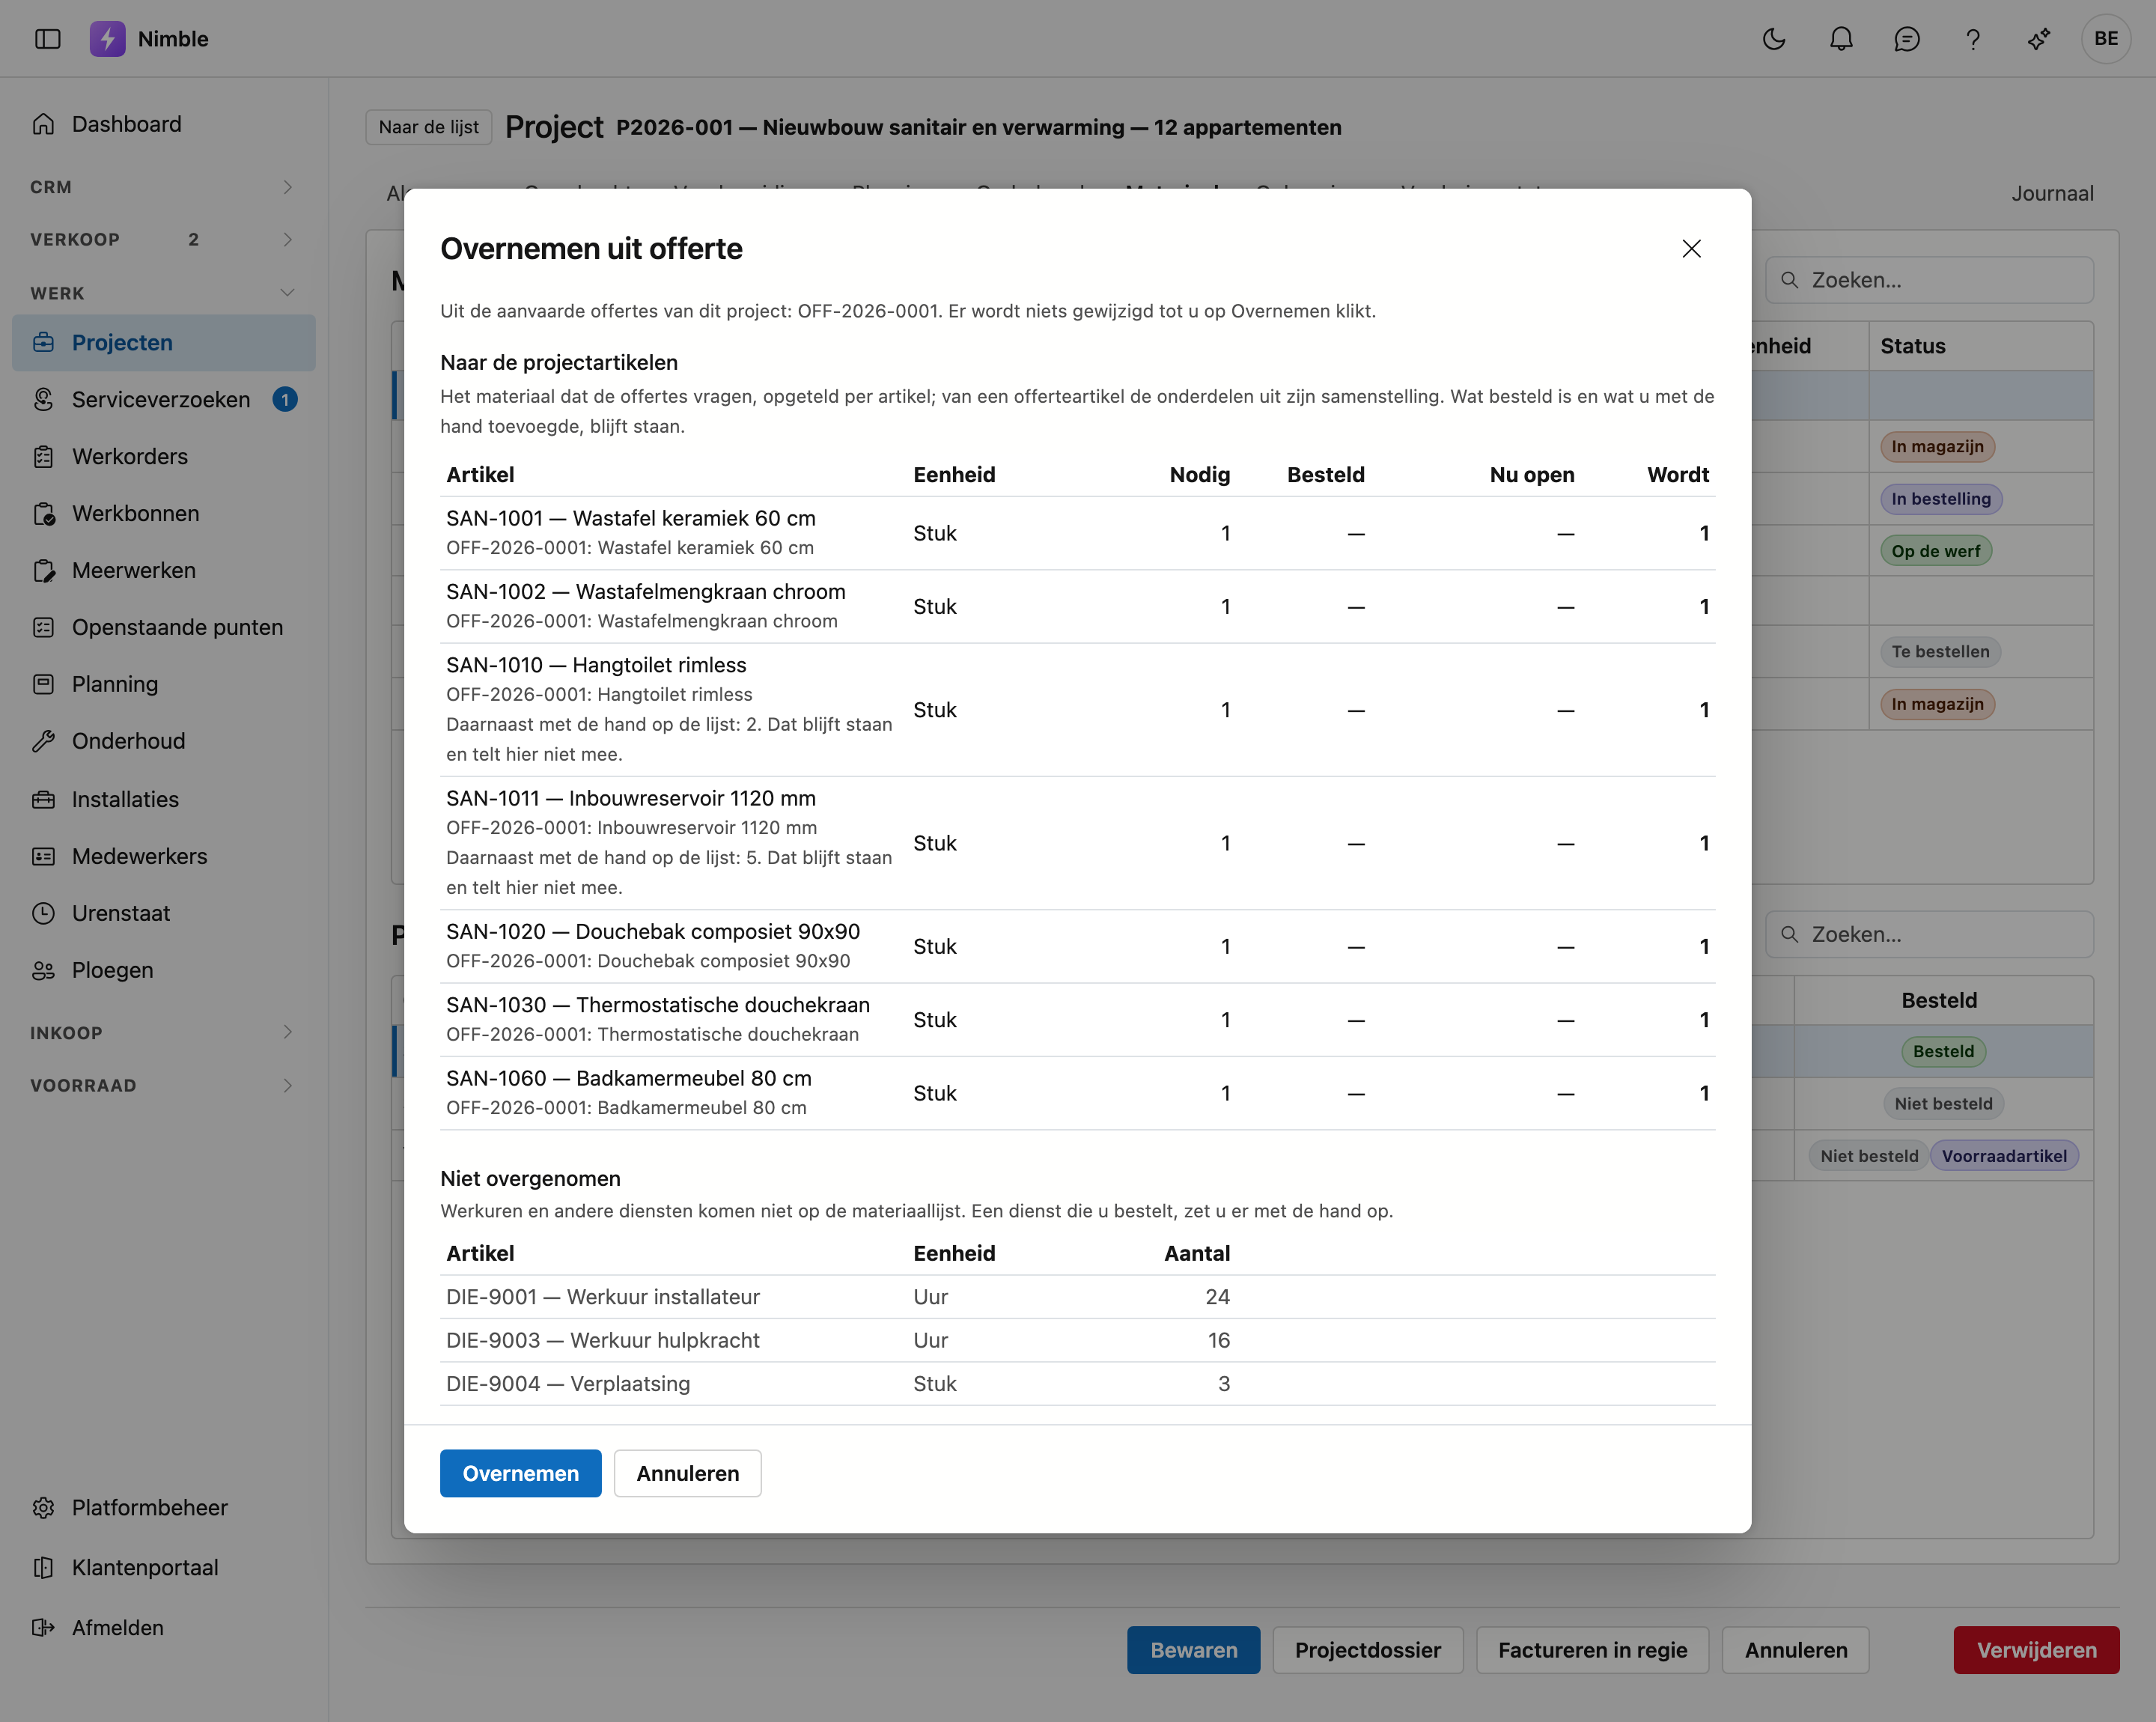 Nimble
BE
Dashboard
CRM
VERKOOP 2
WERK
Projecten
Serviceverzoeken 1
Werkorders
Werkbonnen
Meerwerken
Openstaande punten
Planning
Onderhoud
Installaties
Medewerkers
Urenstaat
Ploegen
INKOOP
VOORRAAD
Platformbeheer
Klantenportaal
Afmelden
Naar de lijst Project P2026-001 — Nieuwbouw sanitair en verwarming — 12 appartementen
Journaal
Zoeken...
enheid Status
In magazijn
In bestelling
Op de werf
Te bestellen
In magazijn
Zoeken...
Besteld
Besteld
Niet besteld
Niet besteld Voorraadartikel
Overnemen uit offerte
Uit de aanvaarde offertes van dit project: OFF-2026-0001. Er wordt niets gewijzigd tot u op Overnemen klikt.
Naar de projectartikelen
Het materiaal dat de offertes vragen, opgeteld per artikel; van een offerteartikel de onderdelen uit zijn samenstelling. Wat besteld is en wat u met de
hand toevoegde, blijft staan.
Artikel Eenheid Nodig Besteld Nu open Wordt
SAN-1001 — Wastafel keramiek 60 cm Stuk 1 — — 1
OFF-2026-0001: Wastafel keramiek 60 cm
SAN-1002 — Wastafelmengkraan chroom Stuk 1 — — 1
OFF-2026-0001: Wastafelmengkraan chroom
SAN-1010 — Hangtoilet rimless Stuk 1 — — 1
OFF-2026-0001: Hangtoilet rimless
Daarnaast met de hand op de lijst: 2. Dat blijft staan
en telt hier niet mee.
SAN-1011 — Inbouwreservoir 1120 mm Stuk 1 — — 1
OFF-2026-0001: Inbouwreservoir 1120 mm
Daarnaast met de hand op de lijst: 5. Dat blijft staan
en telt hier niet mee.
SAN-1020 — Douchebak composiet 90x90 Stuk 1 — — 1
OFF-2026-0001: Douchebak composiet 90x90
SAN-1030 — Thermostatische douchekraan Stuk 1 — — 1
OFF-2026-0001: Thermostatische douchekraan
SAN-1060 — Badkamermeubel 80 cm Stuk 1 — — 1
OFF-2026-0001: Badkamermeubel 80 cm
Niet overgenomen
Werkuren en andere diensten komen niet op de materiaallijst. Een dienst die u bestelt, zet u er met de hand op.
Artikel Eenheid Aantal
DIE-9001 — Werkuur installateur Uur 24
DIE-9003 — Werkuur hulpkracht Uur 16
DIE-9004 — Verplaatsing Stuk 3
Overnemen Annuleren
Bewaren Projectdossier Factureren in regie Annuleren Verwijderen